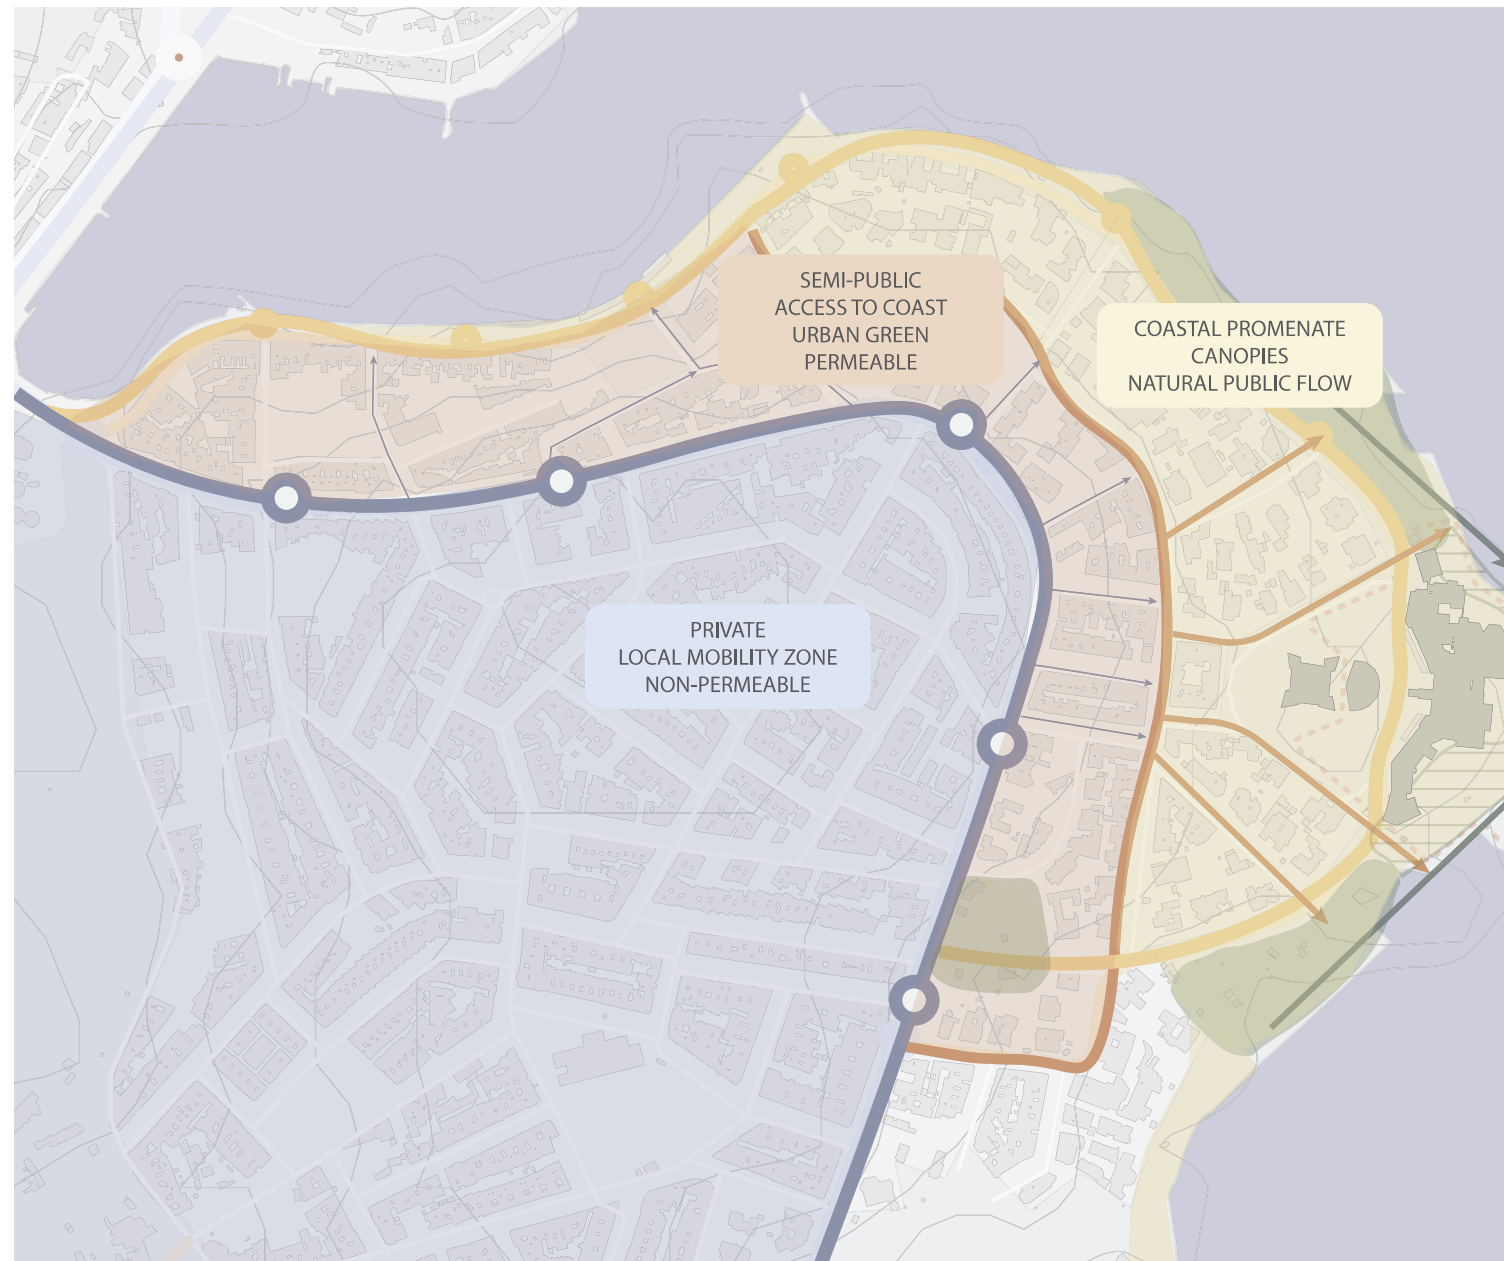 SEMI-PUBLIC
ACCESS TO COAST
URBAN GREEN
PERMEABLE
COASTAL PROMENATE
CANOPIES
NATURAL PUBLIC FLOW
PRIVATE
LOCAL MOBILITY ZONE
NON-PERMEABLE